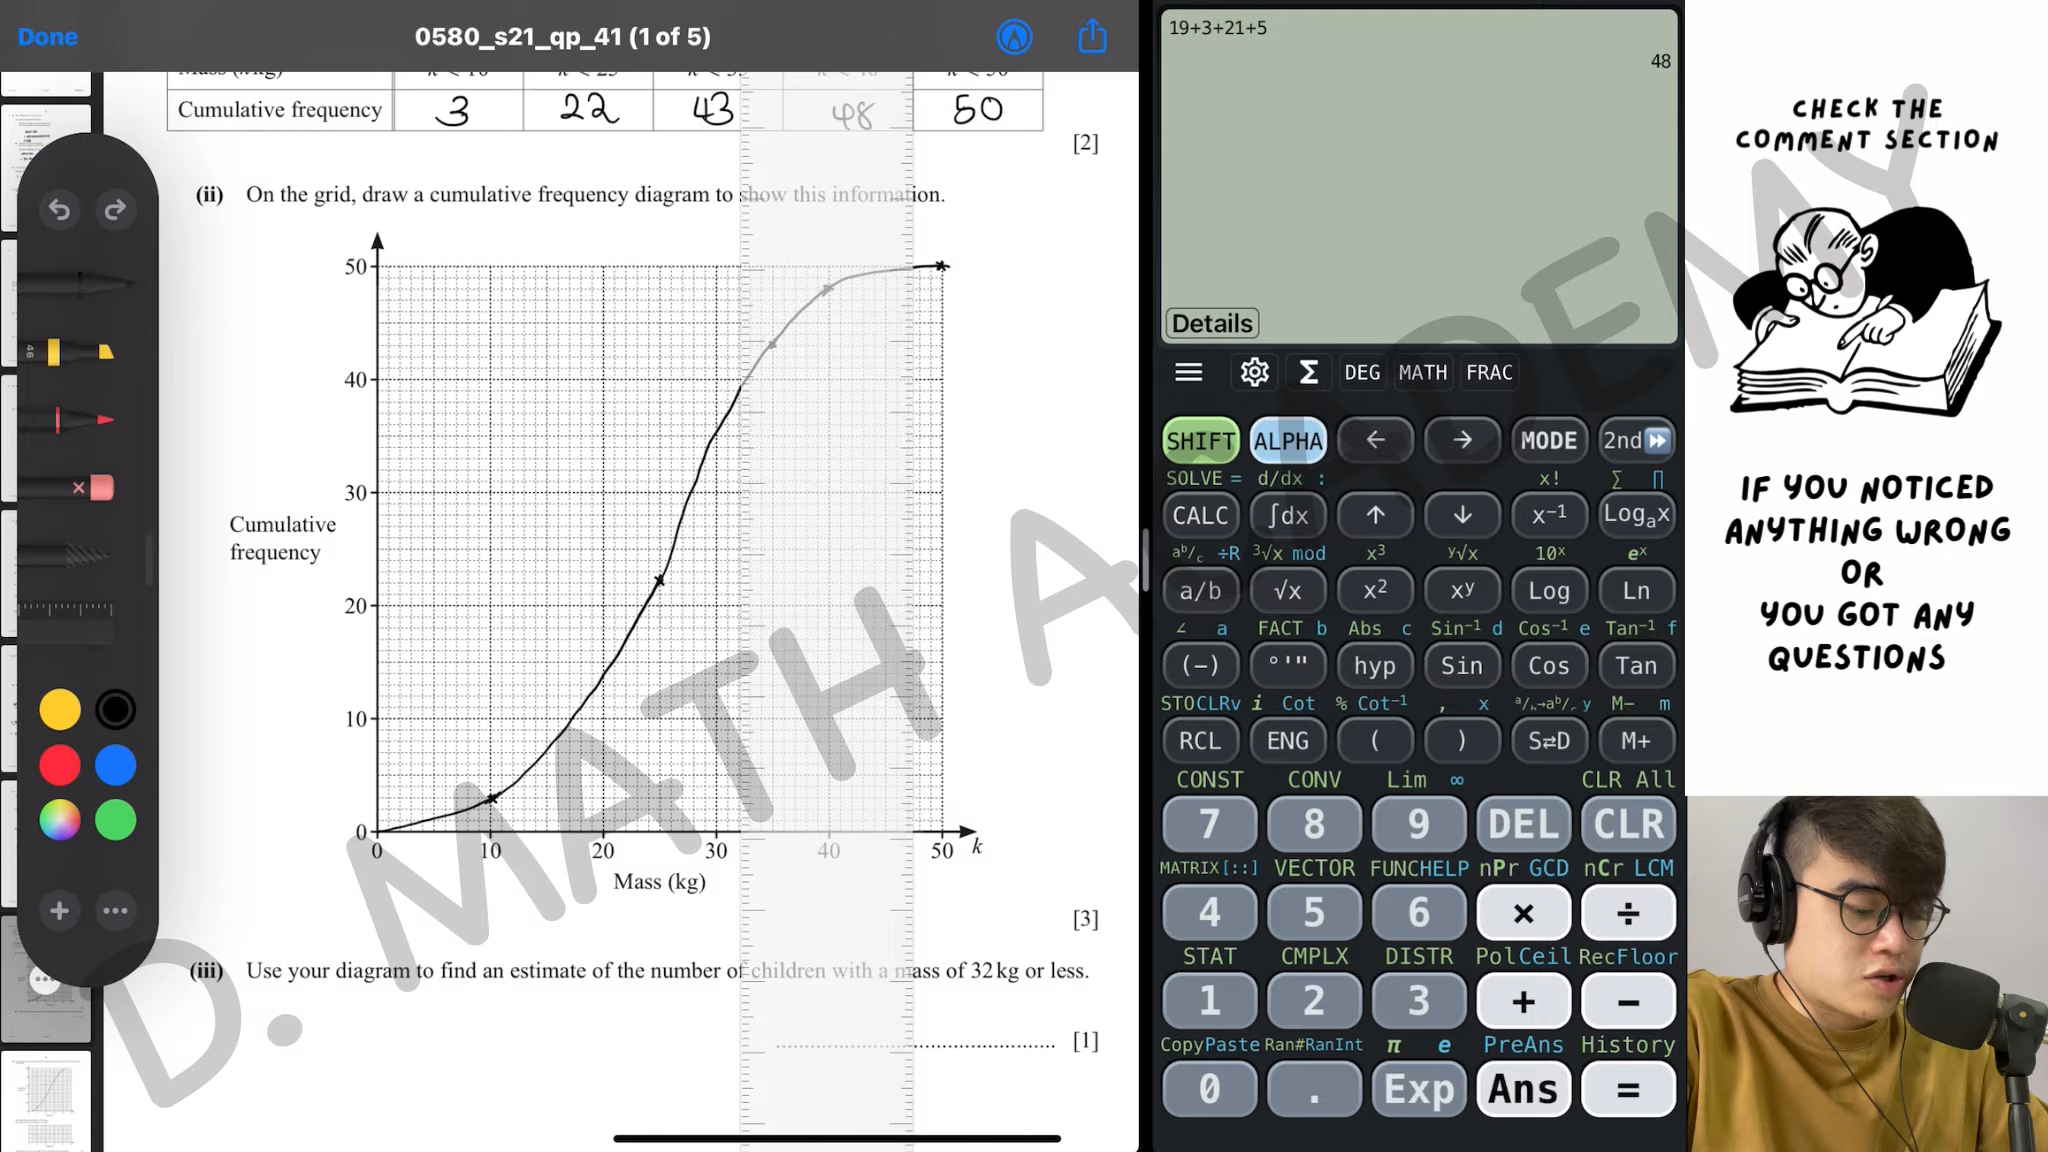 Done
0580_s21_qp_41 (1 of 5)
Cumulative frequency 3 22 43 48 50
[2]
(ii) On the grid, draw a cumulative frequency diagram to show this information.
50
40
30
Cumulative
frequency
20
10
0
0 10 20 30 40 50 k
Mass (kg)
[3]
(iii) Use your diagram to find an estimate of the number of children with a mass of 32 kg or less.
[1]
D. MATH ACADEMY
19+3+21+5
48
Details
DEG MATH FRAC
SHIFT ALPHA ← → MODE 2nd
SOLVE = d/dx : x! ∑ ∏
CALC ∫dx ↑ ↓ x⁻¹ Logₐx
aᵇ/c ÷R ³√x mod x³ ʸ√x 10ˣ eˣ
a/b √x x² xʸ Log Ln
∠ a FACT b Abs c Sin⁻¹ d Cos⁻¹ e Tan⁻¹ f
(−) °'" hyp Sin Cos Tan
STO CLRv i Cot % Cot⁻¹ , x y M− m
RCL ENG ( ) S⇄D M+
CONST CONV Lim ∞ CLR All
7 8 9 DEL CLR
MATRIX[::] VECTOR FUNC HELP nPr GCD nCr LCM
4 5 6 × ÷
STAT CMPLX DISTR Pol Ceil Rec Floor
1 2 3 + −
Copy Paste Ran# RanInt π e PreAns History
0 . Exp Ans =
CHECK THE
COMMENT SECTION
IF YOU NOTICED
ANYTHING WRONG
OR
YOU GOT ANY
QUESTIONS